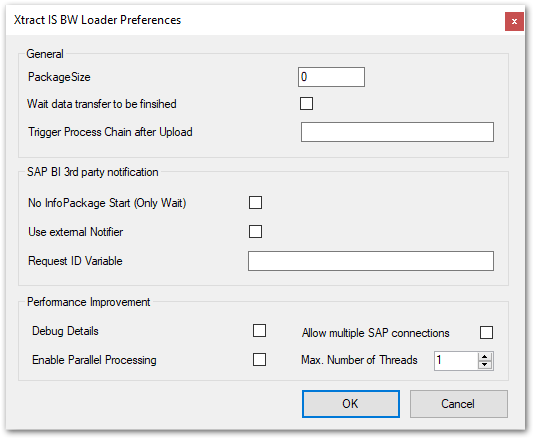 Xtract IS BW Loader Preferences
x
General
PackageSize 0
Wait data transfer to be finsihed
Trigger Process Chain after Upload
SAP BI 3rd party notification
No InfoPackage Start (Only Wait)
Use external Notifier
Request ID Variable
Performance Improvement
Debug Details Allow multiple SAP connections
Enable Parallel Processing Max. Number of Threads 1
OK Cancel